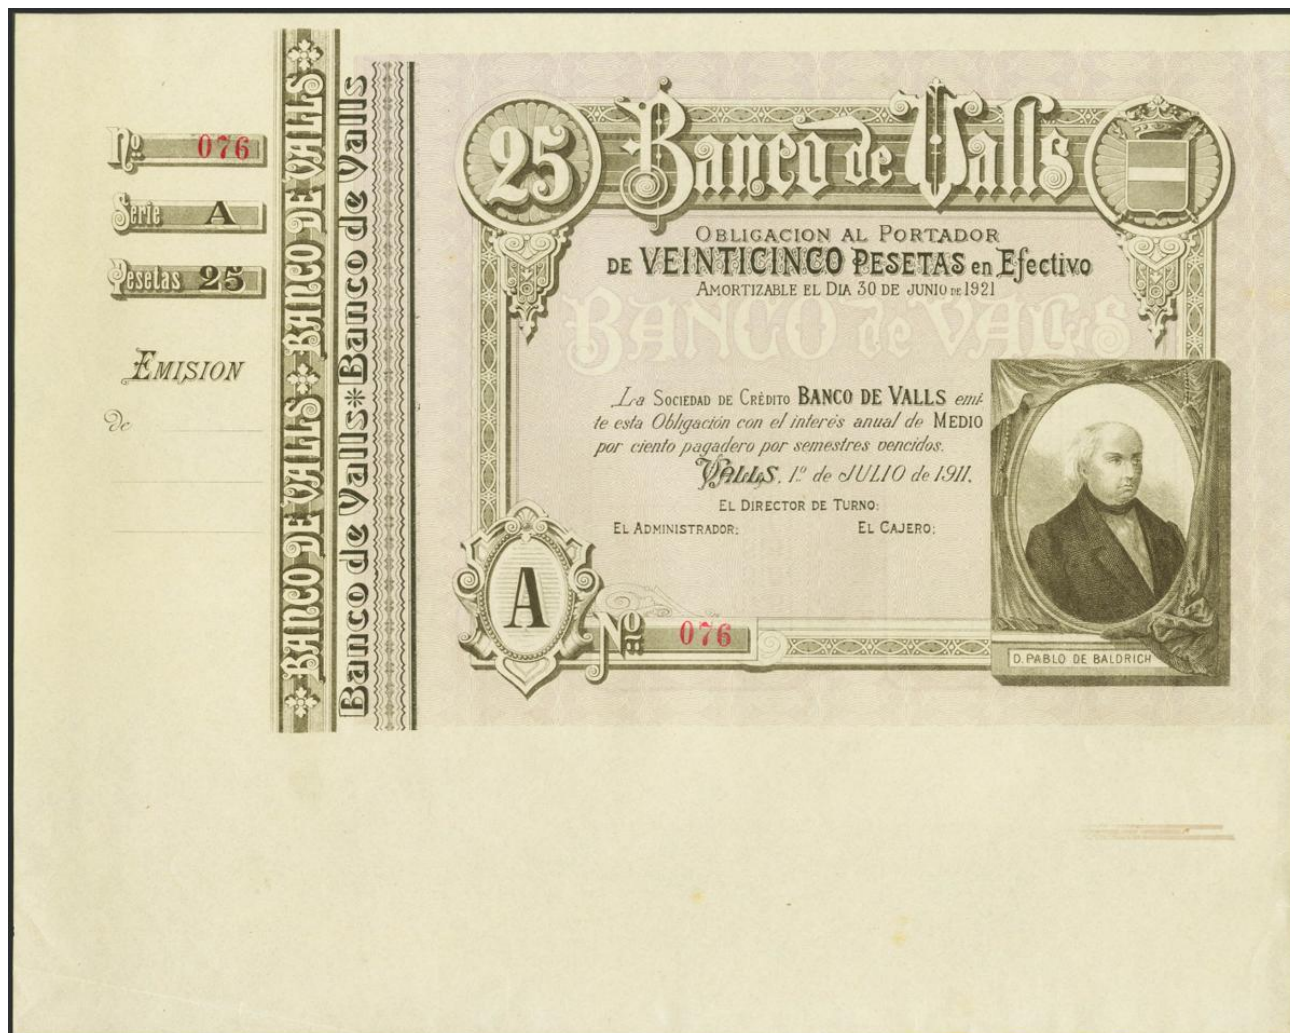 Nº 076
Serie A
Pesetas 25
EMISION
de
BANCO DE VALLS BANCO DE VALLS
Banco de Valls * Banco de Valls
25 Banco de Valls
OBLIGACION AL PORTADOR
DE VEINTICINCO PESETAS en Efectivo
AMORTIZABLE EL DIA 30 DE JUNIO DE 1921
BANCO de VALLS
La SOCIEDAD DE CRÉDITO BANCO DE VALLS emi-
te esta Obligación con el interés anual de MEDIO
por ciento pagadero por semestres vencidos.
VALLS, 1º de JULIO de 1911.
EL DIRECTOR DE TURNO:
EL ADMINISTRADOR: EL CAJERO:
A
Nº 076
D. PABLO DE BALDRICH